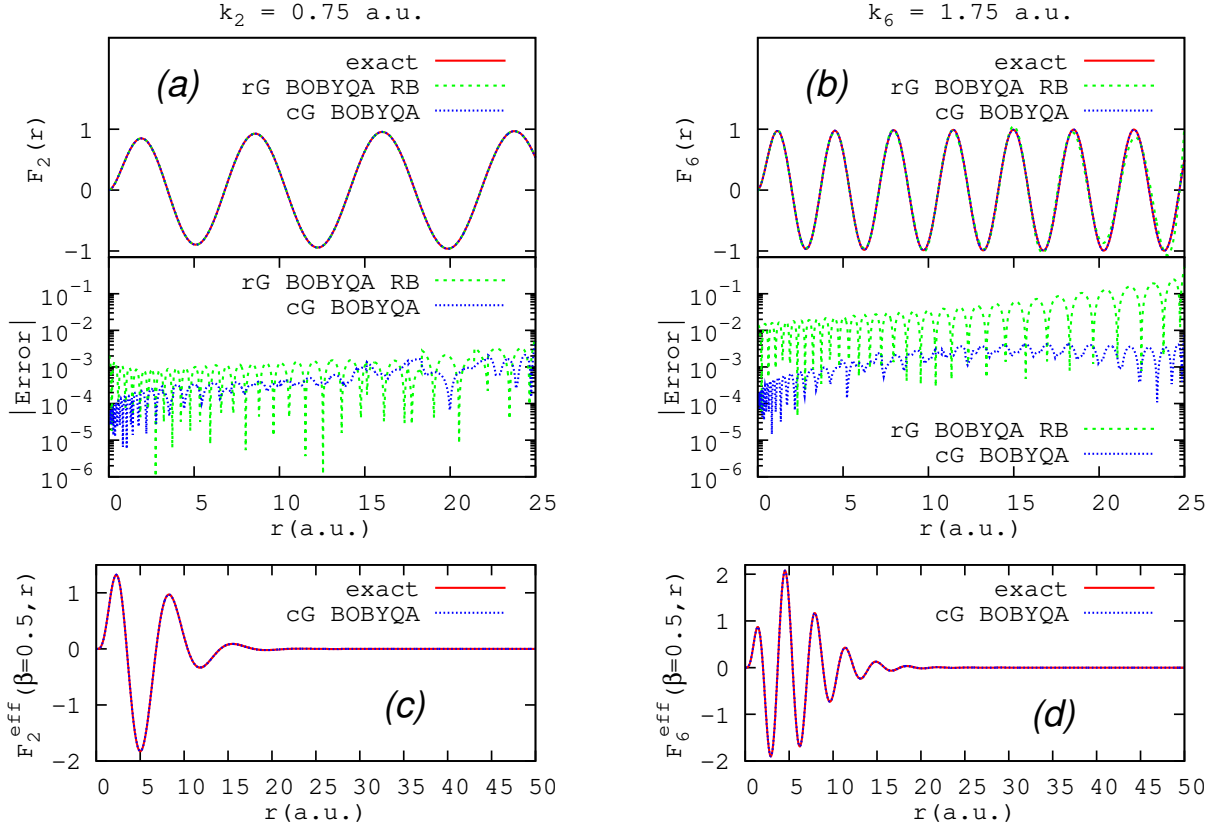 k₂ = 0.75 a.u.
F₂(r)
1
0
-1
(a)
exact
rG BOBYQA RB
cG BOBYQA
|Error|
10⁻¹
10⁻²
10⁻³
10⁻⁴
10⁻⁵
10⁻⁶
rG BOBYQA RB
cG BOBYQA
0 5 10 15 20 25
r(a.u.)
k₆ = 1.75 a.u.
F₆(r)
1
0
-1
(b)
exact
rG BOBYQA RB
cG BOBYQA
|Error|
10⁻¹
10⁻²
10⁻³
10⁻⁴
10⁻⁵
10⁻⁶
rG BOBYQA RB
cG BOBYQA
0 5 10 15 20 25
r(a.u.)
F₂ᵉᶠᶠ(β=0.5,r)
1
0
-1
-2
exact
cG BOBYQA
(c)
0 5 10 15 20 25 30 35 40 45 50
r(a.u.)
F₆ᵉᶠᶠ(β=0.5,r)
2
1
0
-1
-2
exact
cG BOBYQA
(d)
0 5 10 15 20 25 30 35 40 45 50
r(a.u.)